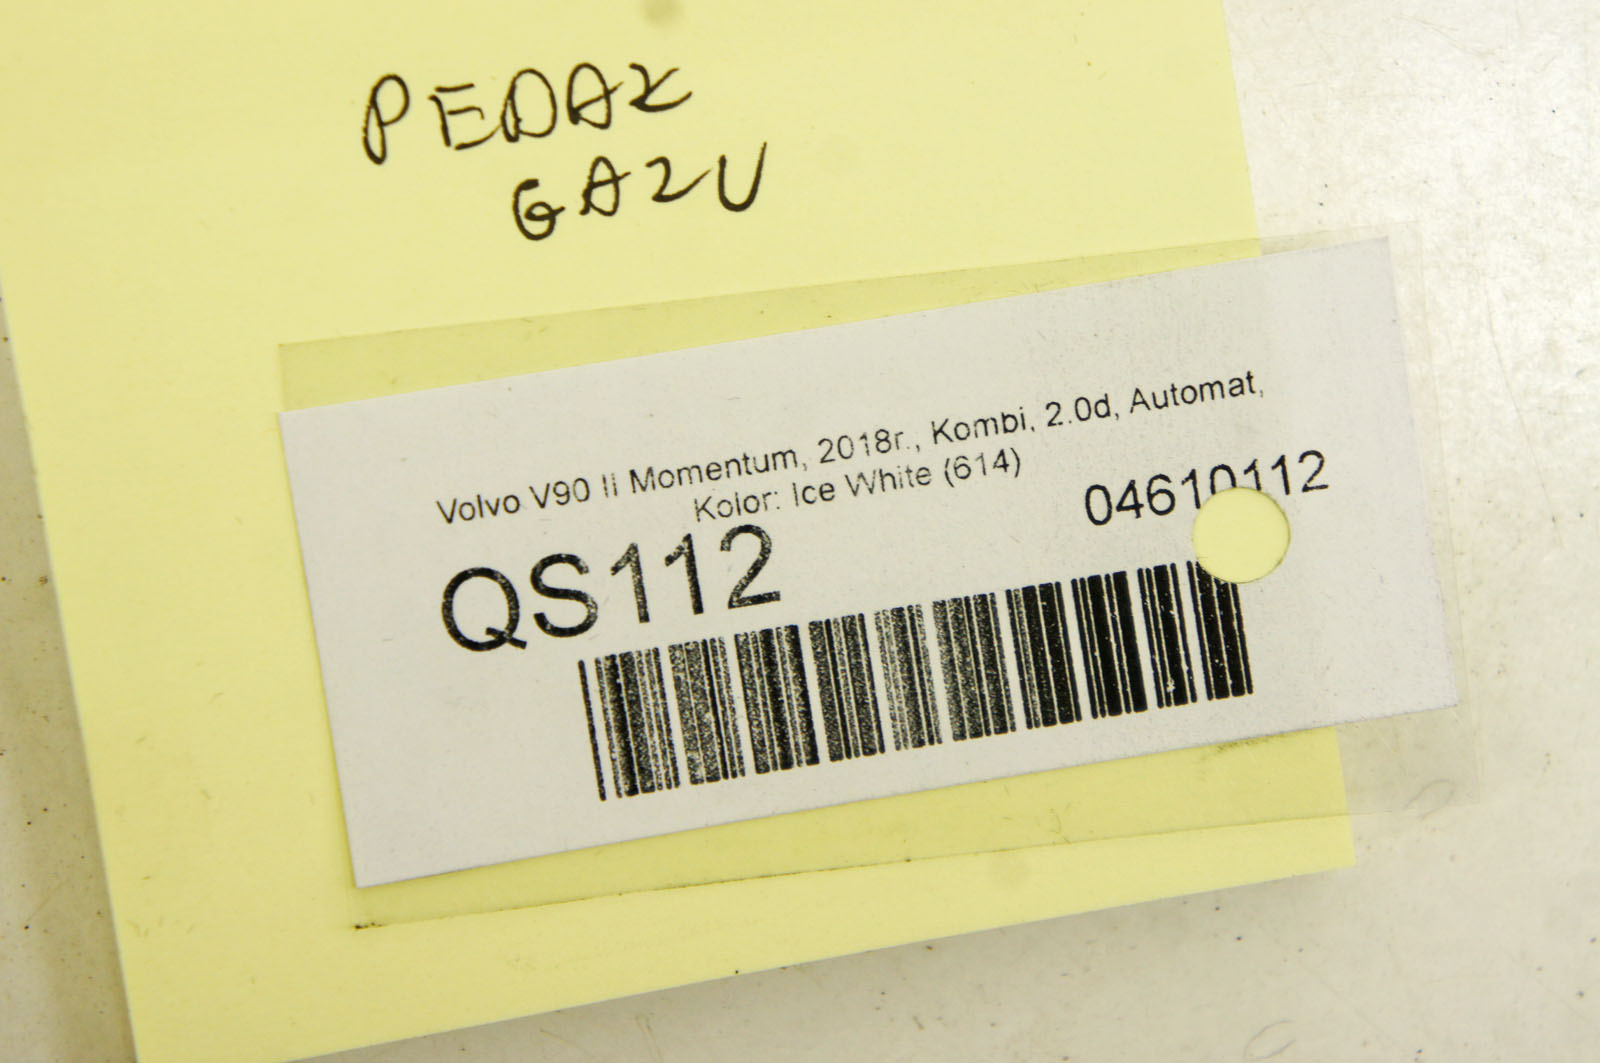 PEDAŁ
GAZU
Volvo V90 II Momentum, 2018r., Kombi, 2.0d, Automat,
Kolor: Ice White (614)
04610112
QS112